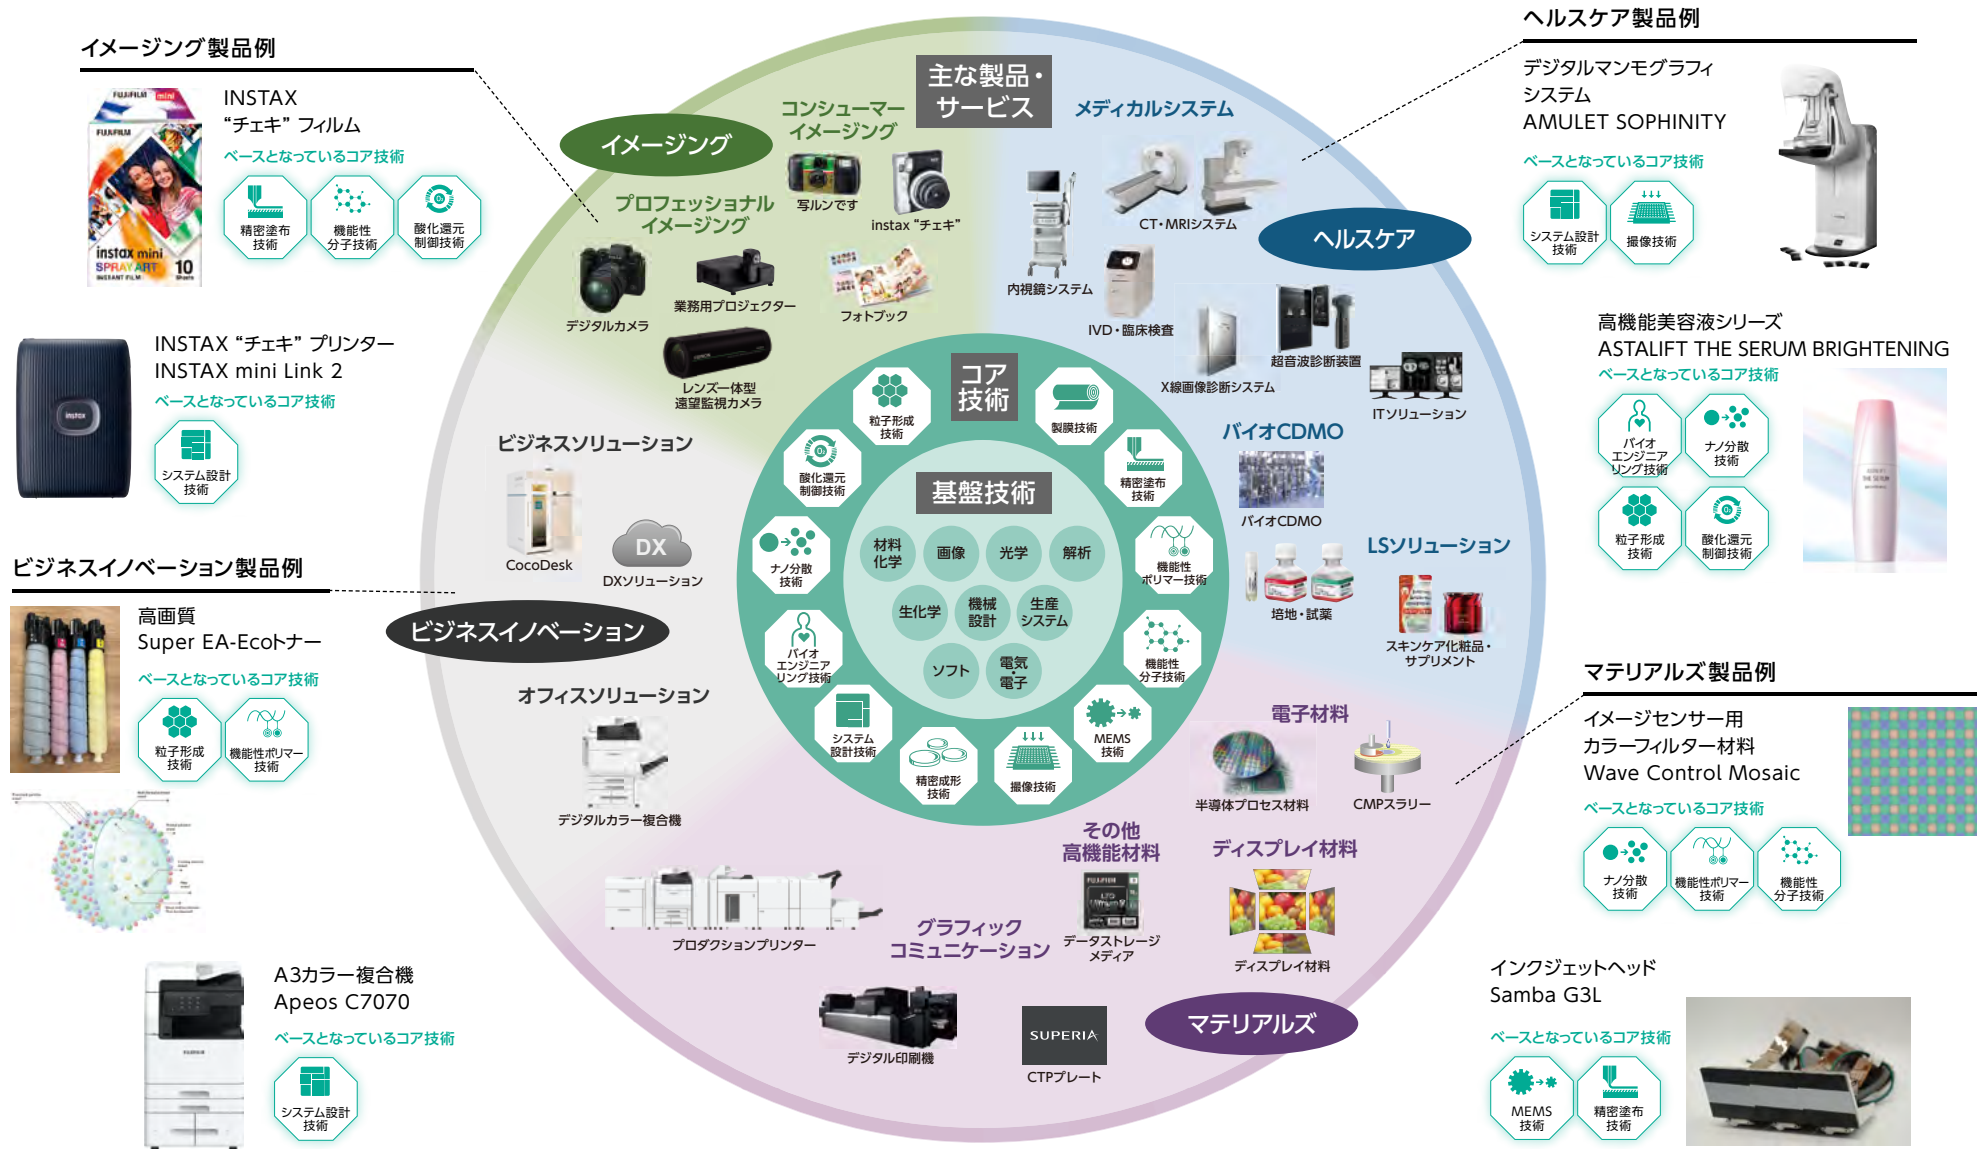 イメージング製品例
FUJIFILM mini
FUJIFILM
instax mini
SPRAY ART
INSTANT FILM
10
Sheets
INSTAX
“チェキ” フィルム
ベースとなっているコア技術
精密塗布
技術
機能性
分子技術
O₂
酸化還元
制御技術
instax
INSTAX “チェキ” プリンター
INSTAX mini Link 2
ベースとなっているコア技術
システム設計
技術
ビジネスイノベーション製品例
高画質
Super EA-Ecoトナー
ベースとなっているコア技術
粒子形成
技術
機能性ポリマー
技術
A3カラー複合機
Apeos C7070
ベースとなっているコア技術
システム設計
技術
主な製品・
サービス
イメージング
コンシューマー
イメージング
写ルンです
instax “チェキ”
プロフェッショナル
イメージング
デジタルカメラ
業務用プロジェクター
フォトブック
レンズ一体型
遠望監視カメラ
ビジネスソリューション
CocoDesk
DX
DXソリューション
ビジネスイノベーション
オフィスソリューション
デジタルカラー複合機
プロダクションプリンター
メディカルシステム
CT・MRIシステム
ヘルスケア
内視鏡システム
IVD・臨床検査
X線画像診断システム
超音波診断装置
ITソリューション
バイオCDMO
バイオCDMO
LSソリューション
培地・試薬
スキンケア化粧品・
サプリメント
コア
技術
粒子形成
技術
製膜技術
O₂
酸化還元
制御技術
精密塗布
技術
ナノ分散
技術
機能性
ポリマー技術
バイオ
エンジニア
リング技術
機能性
分子技術
システム
設計技術
MEMS
技術
精密成形
技術
撮像技術
基盤技術
材料
化学
画像
光学
解析
生化学
機械
設計
生産
システム
ソフト
電気
・
電子
電子材料
半導体プロセス材料
CMPスラリー
その他
高機能材料
FUJIFILM
LTO
Ultrium
データストレージ
メディア
ディスプレイ材料
ディスプレイ材料
グラフィック
コミュニケーション
デジタル印刷機
SUPERIA
CTPプレート
マテリアルズ
ヘルスケア製品例
デジタルマンモグラフィ
システム
AMULET SOPHINITY
ベースとなっているコア技術
システム設計
技術
撮像技術
高機能美容液シリーズ
ASTALIFT THE SERUM BRIGHTENING
ベースとなっているコア技術
バイオ
エンジニア
リング技術
ナノ分散
技術
粒子形成
技術
O₂
酸化還元
制御技術
THE SERUM
マテリアルズ製品例
イメージセンサー用
カラーフィルター材料
Wave Control Mosaic
ベースとなっているコア技術
ナノ分散
技術
機能性ポリマー
技術
機能性
分子技術
インクジェットヘッド
Samba G3L
ベースとなっているコア技術
MEMS
技術
精密塗布
技術